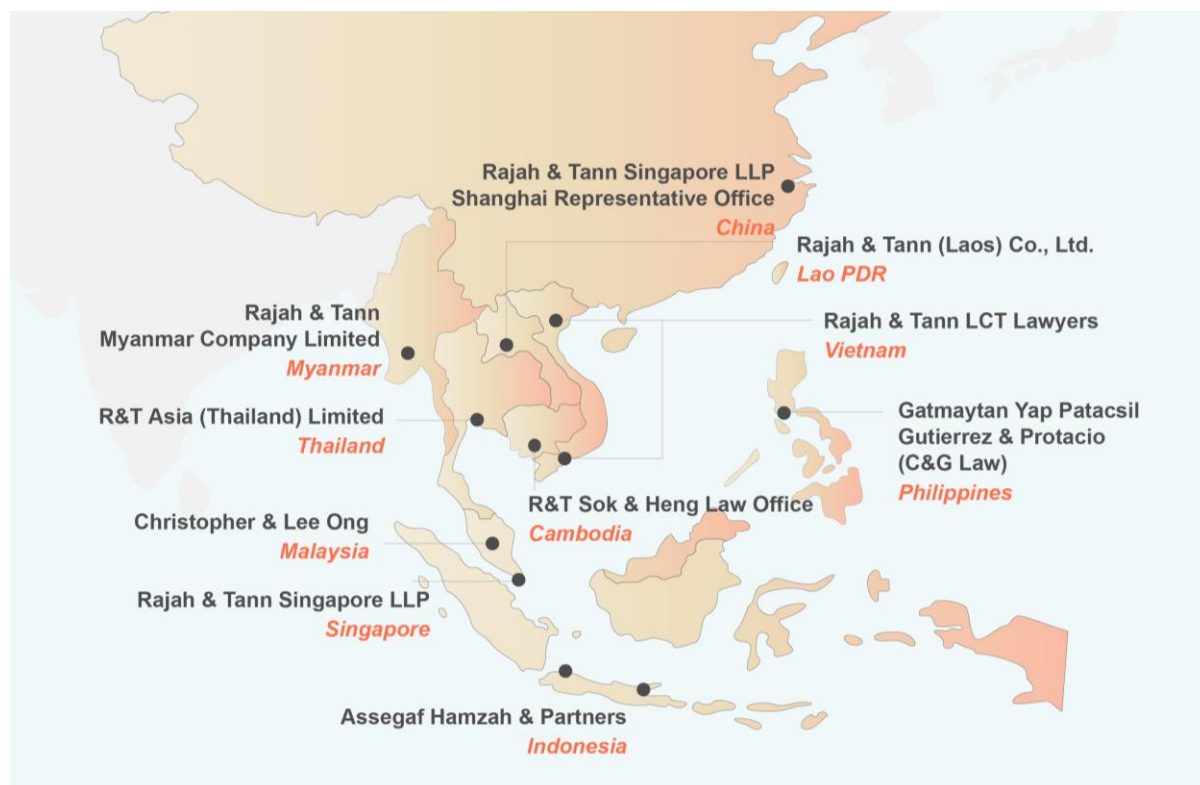 Rajah & Tann Singapore LLP
Shanghai Representative Office
China
Rajah & Tann (Laos) Co., Ltd.
Lao PDR
Rajah & Tann
Myanmar Company Limited
Myanmar
Rajah & Tann LCT Lawyers
Vietnam
R&T Asia (Thailand) Limited
Thailand
Gatmaytan Yap Patacsil
Gutierrez & Protacio
(C&G Law)
Philippines
R&T Sok & Heng Law Office
Cambodia
Christopher & Lee Ong
Malaysia
Rajah & Tann Singapore LLP
Singapore
Assegaf Hamzah & Partners
Indonesia